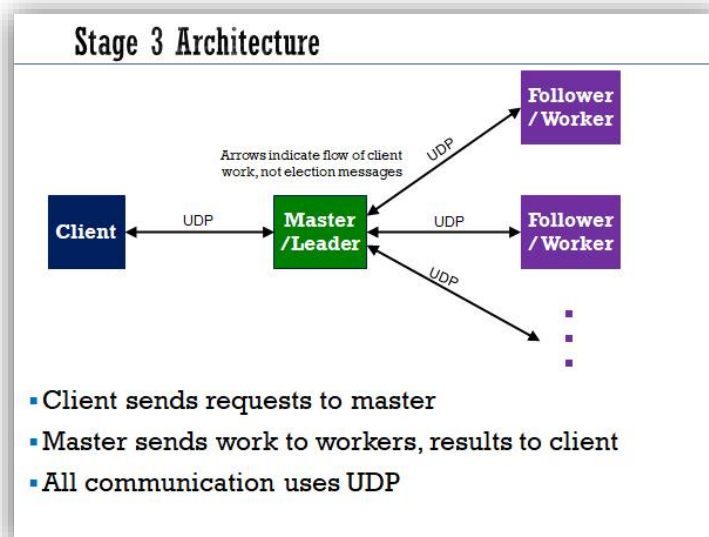 Stage 3 Architecture
Follower
/Worker
UDP
Arrows indicate flow of client
work, not election messages
Client
UDP
Master
/Leader
UDP
Follower
/Worker
UDP
▪Client sends requests to master
▪Master sends work to workers, results to client
▪All communication uses UDP